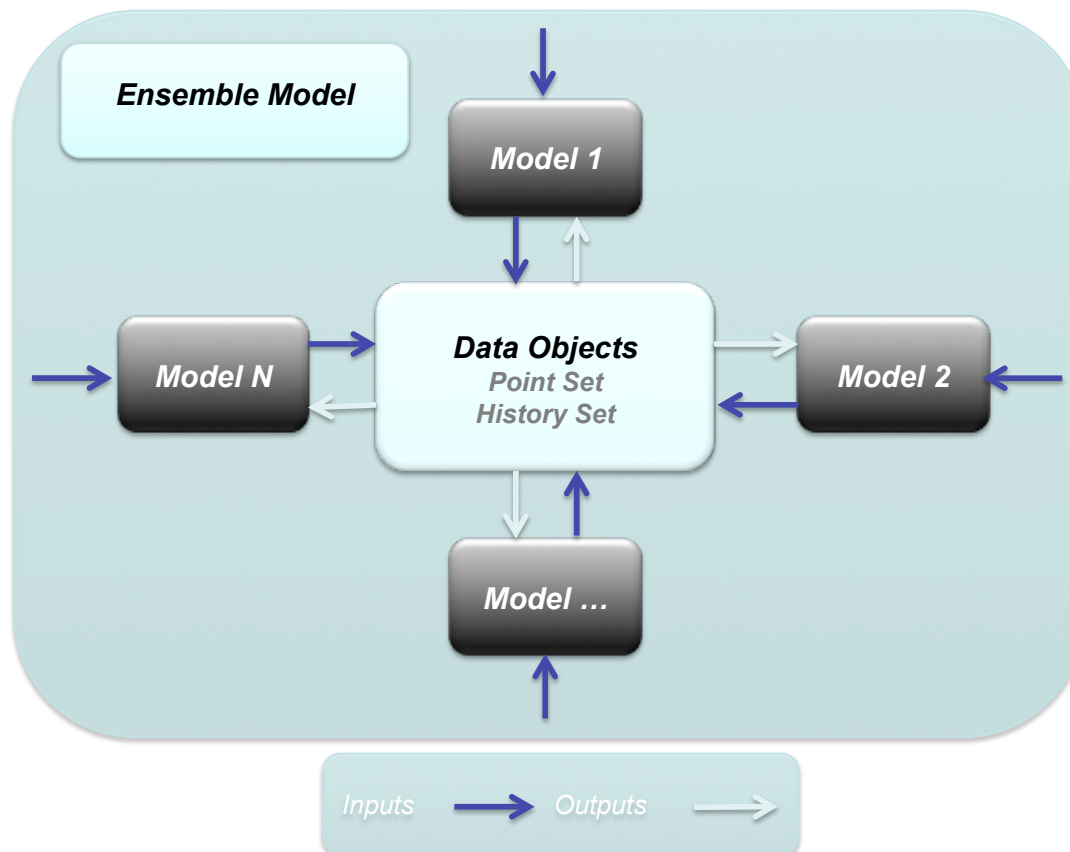 Ensemble Model
Model 1
Data Objects
Point Set
History Set
Model N
Model 2
Model …
Inputs
Outputs